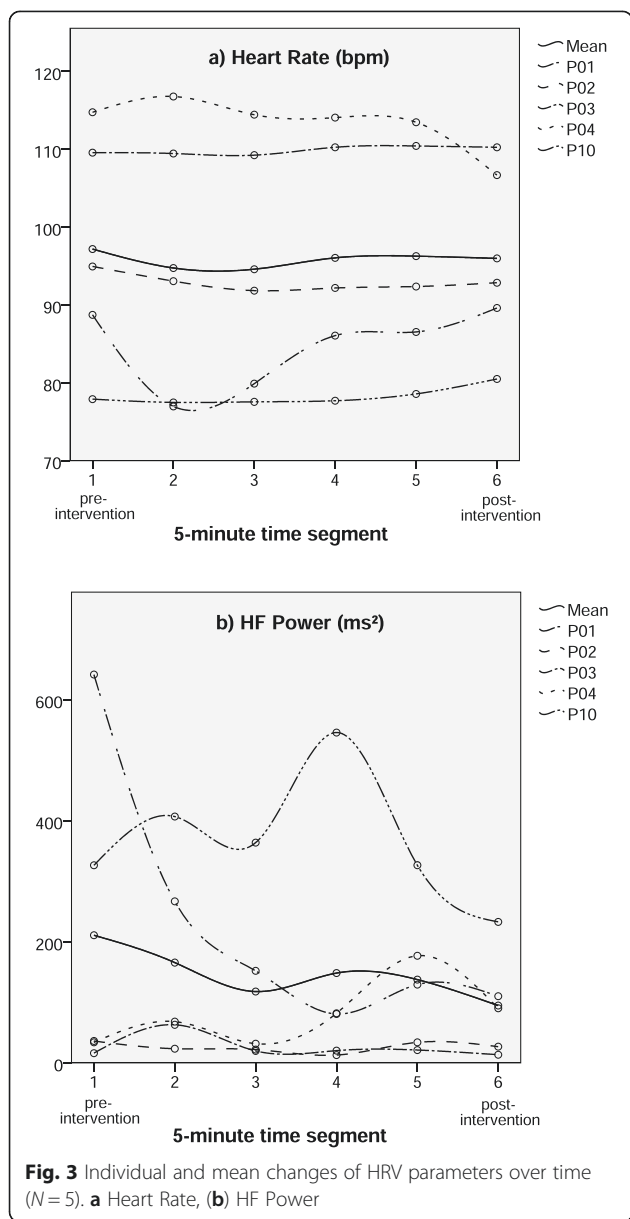 a) Heart Rate (bpm)
120
110
100
90
80
70
1
2
3
4
5
6
pre-
intervention
post-
intervention
5-minute time segment
Mean
P01
P02
P03
P04
P10
b) HF Power (ms²)
600
400
200
0
1
2
3
4
5
6
pre-
intervention
post-
intervention
5-minute time segment
Mean
P01
P02
P03
P04
P10
Fig. 3 Individual and mean changes of HRV parameters over time
(N = 5). a Heart Rate, (b) HF Power